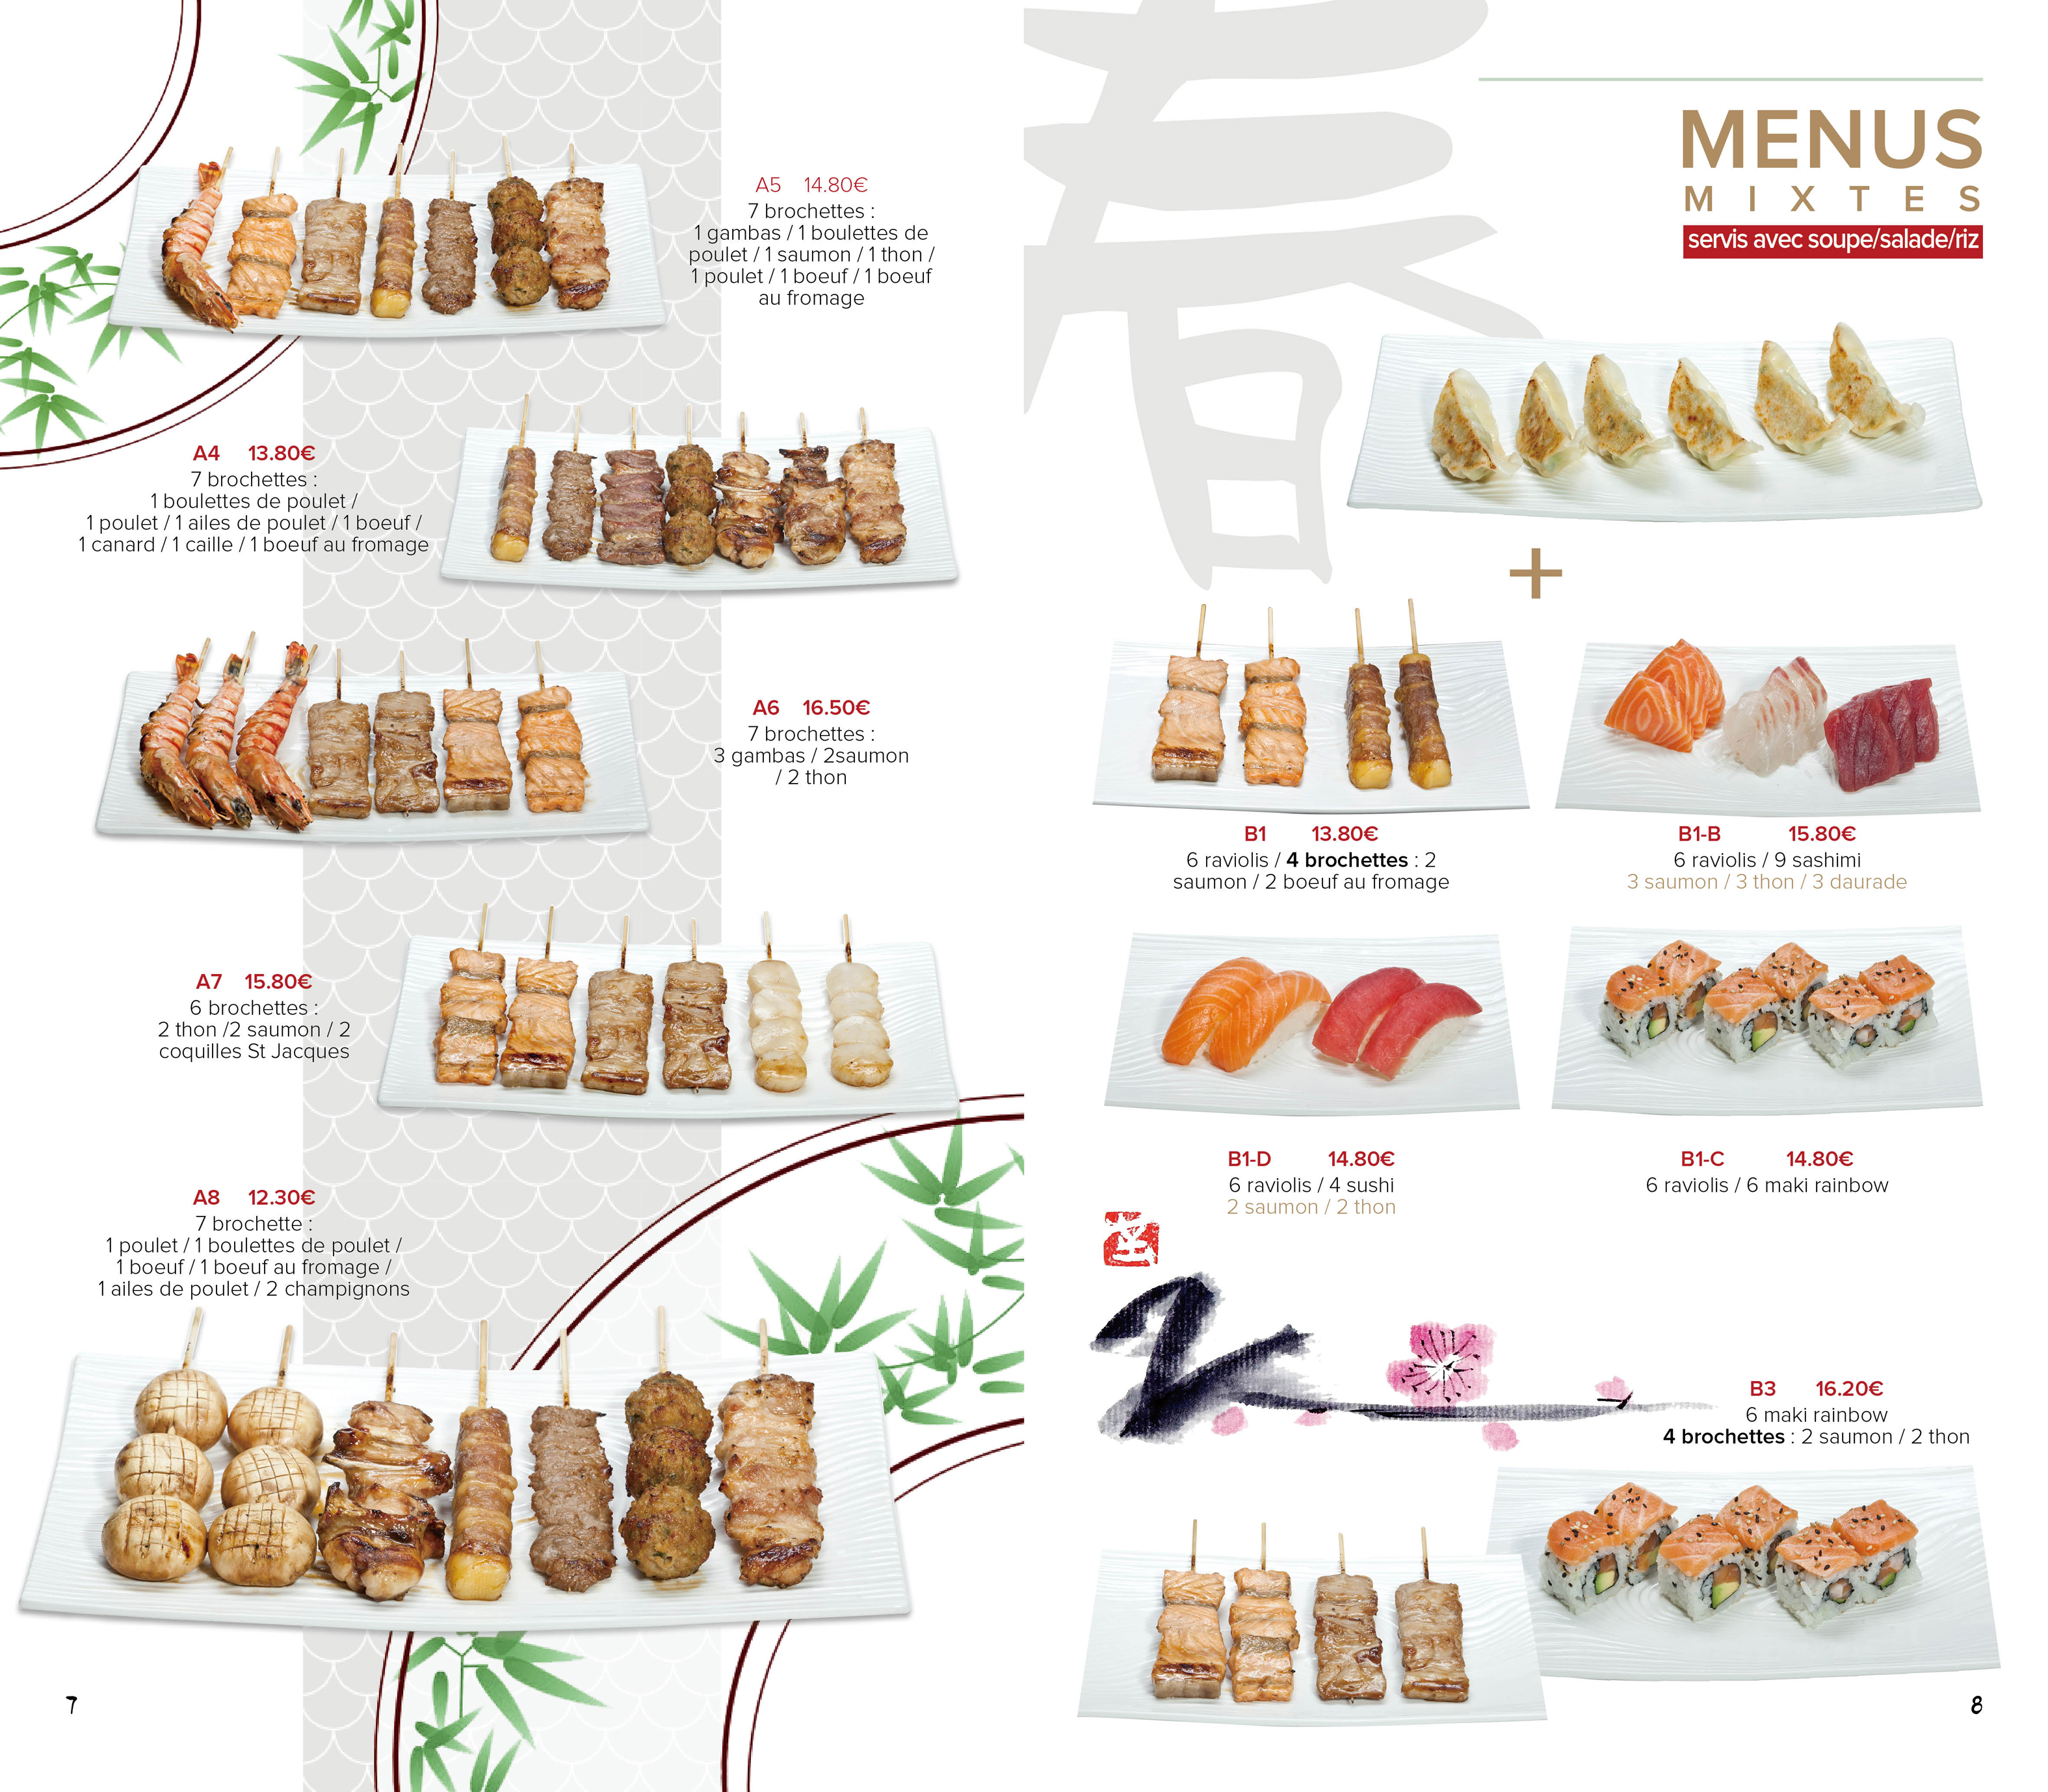 A5 14.80€
7 brochettes :
1 gambas / 1 boulettes de
poulet / 1 saumon / 1 thon /
1 poulet / 1 boeuf / 1 boeuf
au fromage
A4 13.80€
7 brochettes :
1 boulettes de poulet /
1 poulet / 1 ailes de poulet / 1 boeuf /
1 canard / 1 caille / 1 boeuf au fromage
A6 16.50€
7 brochettes :
3 gambas / 2saumon
/ 2 thon
A7 15.80€
6 brochettes :
2 thon /2 saumon / 2
coquilles St Jacques
A8 12.30€
7 brochette :
1 poulet / 1 boulettes de poulet /
1 boeuf / 1 boeuf au fromage /
1 ailes de poulet / 2 champignons
7
春
MENUS
MIXTES
servis avec soupe/salade/riz
+
B1 13.80€
6 raviolis / 4 brochettes : 2
saumon / 2 boeuf au fromage
B1-B 15.80€
6 raviolis / 9 sashimi
3 saumon / 3 thon / 3 daurade
B1-D 14.80€
6 raviolis / 4 sushi
2 saumon / 2 thon
B1-C 14.80€
6 raviolis / 6 maki rainbow
B3 16.20€
6 maki rainbow
4 brochettes : 2 saumon / 2 thon
8